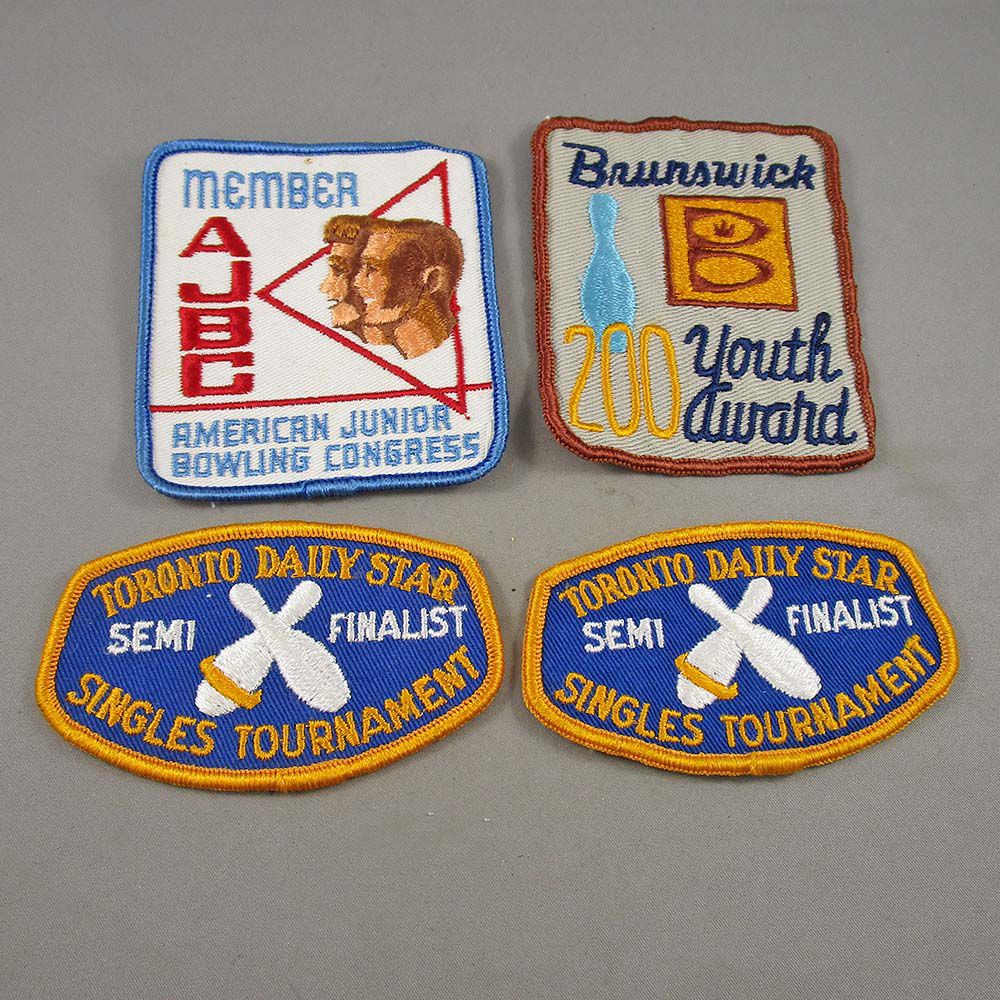 MEMBER
AJBC
AMERICAN JUNIOR
BOWLING CONGRESS
Brunswick
B
200 Youth
Award
TORONTO DAILY STAR
SEMI FINALIST
SINGLES TOURNAMENT
TORONTO DAILY STAR
SEMI FINALIST
SINGLES TOURNAMENT